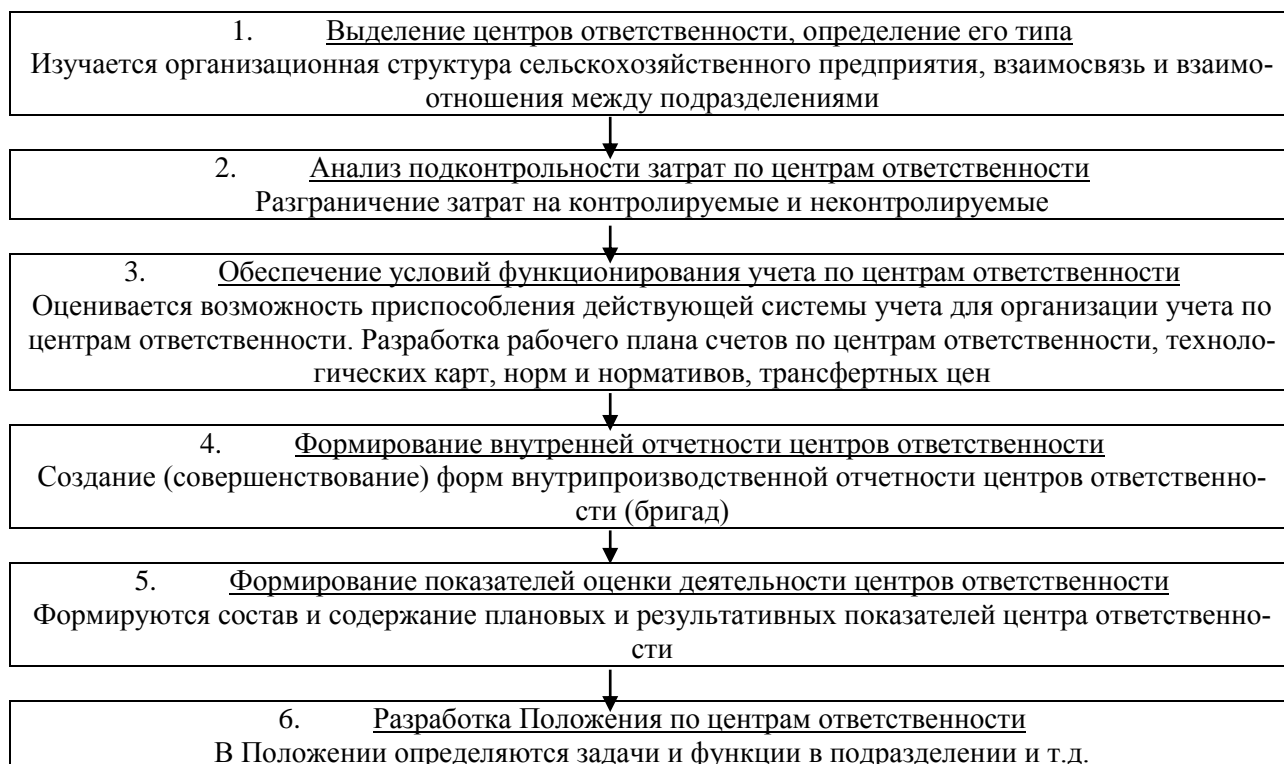 1. Выделение центров ответственности, определение его типа
Изучается организационная структура сельскохозяйственного предприятия, взаимосвязь и взаимо-
отношения между подразделениями
2. Анализ подконтрольности затрат по центрам ответственности
Разграничение затрат на контролируемые и неконтролируемые
3. Обеспечение условий функционирования учета по центрам ответственности
Оценивается возможность приспособления действующей системы учета для организации учета по
центрам ответственности. Разработка рабочего плана счетов по центрам ответственности, техноло-
гических карт, норм и нормативов, трансфертных цен
4. Формирование внутренней отчетности центров ответственности
Создание (совершенствование) форм внутрипроизводственной отчетности центров ответственно-
сти (бригад)
5. Формирование показателей оценки деятельности центров ответственности
Формируются состав и содержание плановых и результативных показателей центра ответственно-
сти
6. Разработка Положения по центрам ответственности
В Положении определяются задачи и функции в подразделении и т.д.